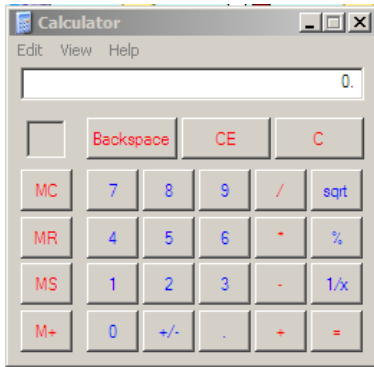 Calculator
Edit View Help
0.
Backspace CE C
MC 7 8 9 / sqrt
MR 4 5 6 * %
MS 1 2 3 - 1/x
M+ 0 +/- . + =